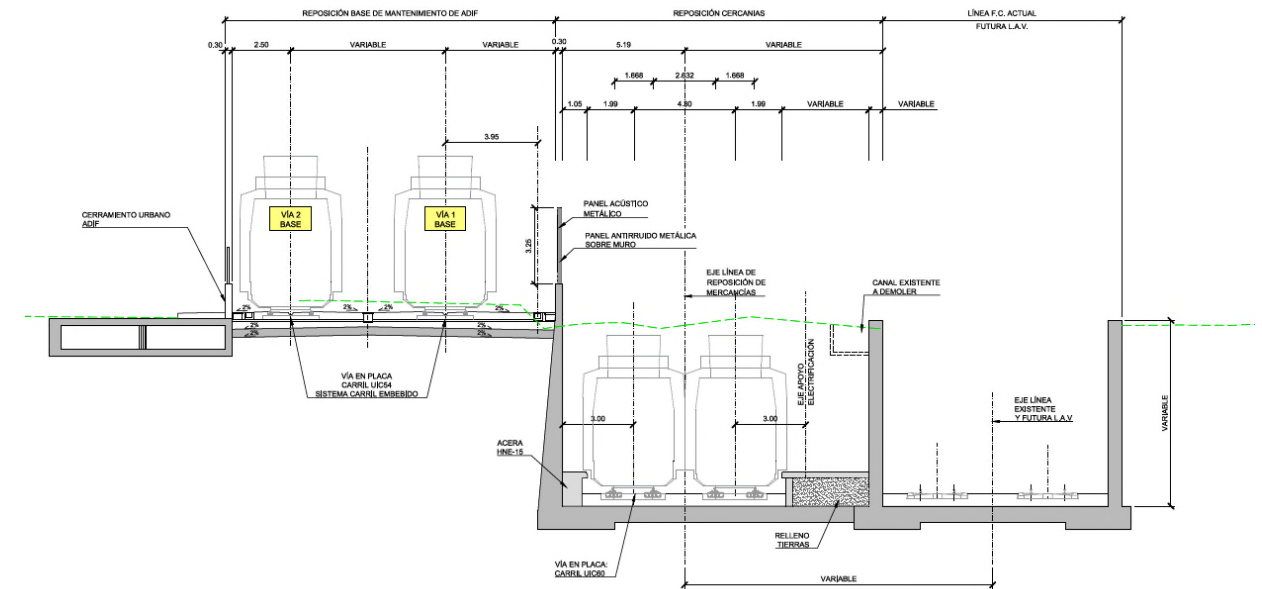 REPOSICIÓN BASE DE MANTENIMIENTO DE ADIF
REPOSICIÓN CERCANIAS
LÍNEA F.C. ACTUAL
FUTURA L.A.V.
0.30
2.50
VARIABLE
VARIABLE
0.30
5.19
VARIABLE
1.668
2.632
1.668
1.05
1.99
4.80
1.99
VARIABLE
VARIABLE
3.95
CERRAMIENTO URBANO
ADIF
VÍA 2
BASE
VÍA 1
BASE
3.25
PANEL ACÚSTICO
METÁLICO
PANEL ANTIRRUIDO METÁLICA
SOBRE MURO
EJE LÍNEA DE
REPOSICIÓN DE
MERCANCÍAS
CANAL EXISTENTE
A DEMOLER
2%
2%
2%
2%
2%
2%
2%
2%
VÍA EN PLACA
CARRIL UIC54
SISTEMA CARRIL EMBEBIDO
EJE APOYO
ELECTRIFICACIÓN
3.00
3.00
EJE LÍNEA
EXISTENTE
Y FUTURA L.A.V
VARIABLE
ACERA
HNE-15
RELLENO
TIERRAS
VÍA EN PLACA:
CARRIL UIC60
VARIABLE